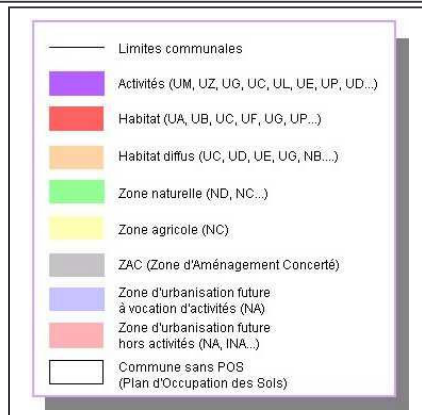 Limites communales
Activités (UM, UZ, UG, UC, UL, UE, UP, UD...)
Habitat (UA, UB, UC, UF, UG, UP...)
Habitat diffus (UC, UD, UE, UG, NB....)
Zone naturelle (ND, NC...)
Zone agricole (NC)
ZAC (Zone d'Aménagement Concerté)
Zone d'urbanisation future
à vocation d'activités (NA)
Zone d'urbanisation future
hors activités (NA, INA...)
Commune sans POS
(Plan d'Occupation des Sols)